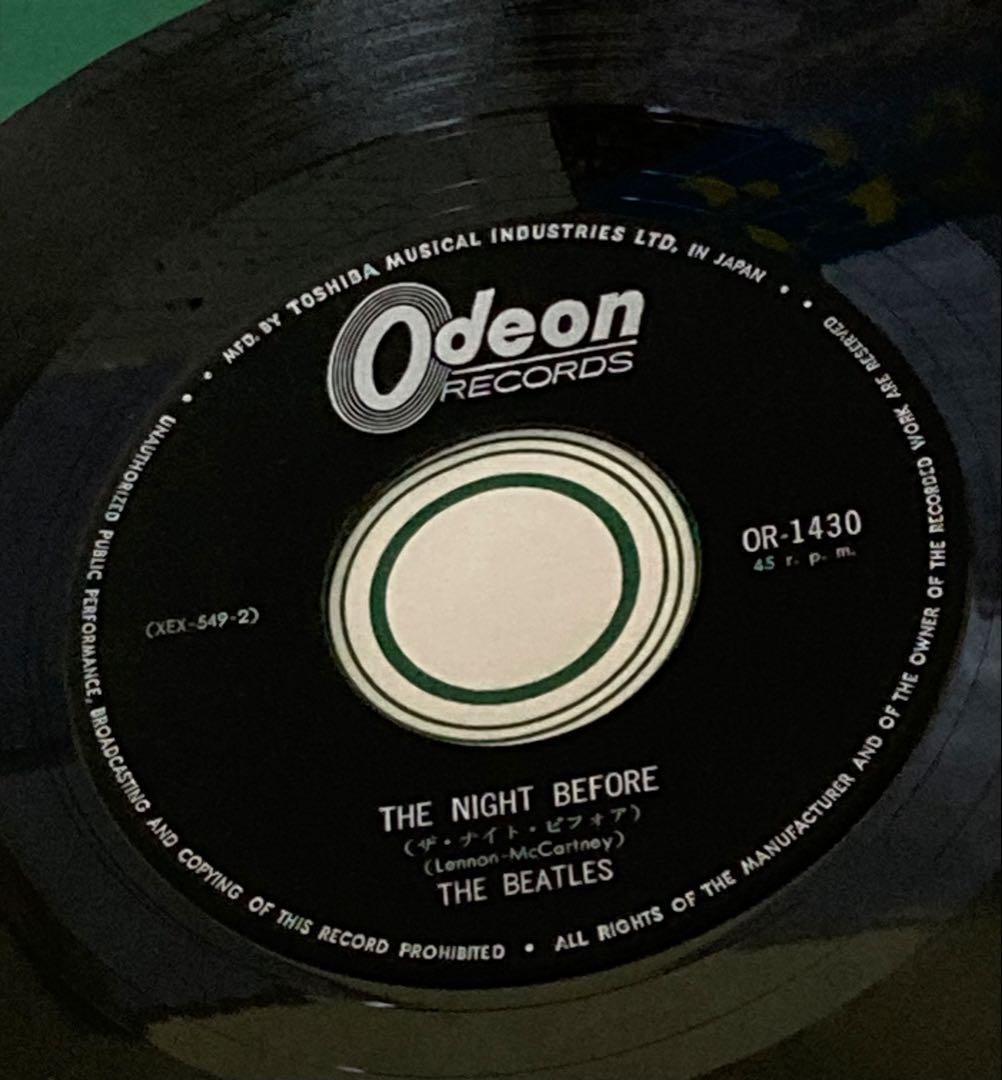 MFD. BY TOSHIBA MUSICAL INDUSTRIES LTD. IN JAPAN
Odeon
RECORDS
OR-1430
45 r. p. m.
(XEX-549-2)
THE NIGHT BEFORE
(ザ・ナイト・ビフォア)
(Lennon-McCartney)
THE BEATLES
UNAUTHORIZED PUBLIC PERFORMANCE, BROADCASTING AND COPYING OF THIS RECORD PROHIBITED • ALL RIGHTS OF THE MANUFACTURER AND OF THE OWNER OF THE RECORDED WORK ARE RESERVED